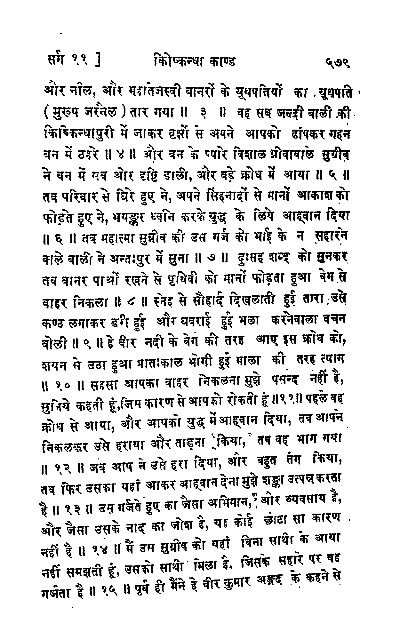 सर्ग ११ ] किष्किन्धा काण्ड ५७९
और नील, और महातेजस्वी वानरों के यूथपतियों का यूथपति
( मुख्य जरनैल ) तार गया ॥ ३ ॥ वह सब जल्दी वाली की
किष्किन्धापुरी में जाकर वृक्षों से अपने आपको ढांपकर गहन
वन में ठहरे ॥ ४ ॥ और वन के प्यारे विशाल ग्रीवावाले सुग्रीव
ने वन में सब ओर दृष्टि डाली, और बड़े क्रोध में आया ॥ ५ ॥
तब परिवार से घिरे हुए ने, अपने सिंहनादों से मानों आकाश को
फोड़ते हुए ने, भयङ्कर ध्वनि करके युद्ध के लिये आह्वान दिया
॥ ६ ॥ तब महात्मा सुग्रीव की उस गर्ज को भाई के न सहारने
वाले वाली ने अन्तःपुर में सुना ॥ ७ ॥ दुःसह शब्द को सुनकर
तब वानर पाओं रखने से पृथिवी को मानों फोड़ता हुआ वेग से
बाहर निकला ॥ ८ ॥ स्नेह से सौहार्द दिखलाती हुई तारा उसे
कण्ठ लगाकर डरी हुई और घबराई हुई भला करनेवाला वचन
बोली ॥ ९ ॥ हे वीर नदी के वेग की तरह आए इस क्रोध को,
शयन से उठा हुआ प्रातःकाल भोगी हुई माला की तरह त्याग
॥ १० ॥ सहसा आपका बाहर निकलना मुझे पसन्द नहीं है,
सुनिये कहती हूं, जिस कारण से आपको रोकती हूं ॥११॥ पहले वह
क्रोध से आया, और आपको युद्ध में आह्वान दिया, तब आपने
निकलकर उसे हराया और ताड़ना किया, तब वह भाग गया
॥ १२ ॥ जब आप ने उसे हरा दिया, और बहुत तंग किया,
तब फिर उसका यहां आकर आह्वान देना मुझे शङ्का उत्पन्न करता
है ॥ १३ ॥ उस गर्जते हुए का जैसा अभिमान, और व्यवसाय है,
और जैसा उसके नाद का जोश है, यह कोई छोटा सा कारण
नहीं है ॥ १४ ॥ मैं उस सुग्रीव को यहां विना साथी के आया
नहीं समझती हूं, उसको साथी मिला है, जिसके सहारे पर वह
गर्जता है ॥ १५ ॥ पूर्व ही मैंने हे वीर कुमार अङ्गद के कहने से